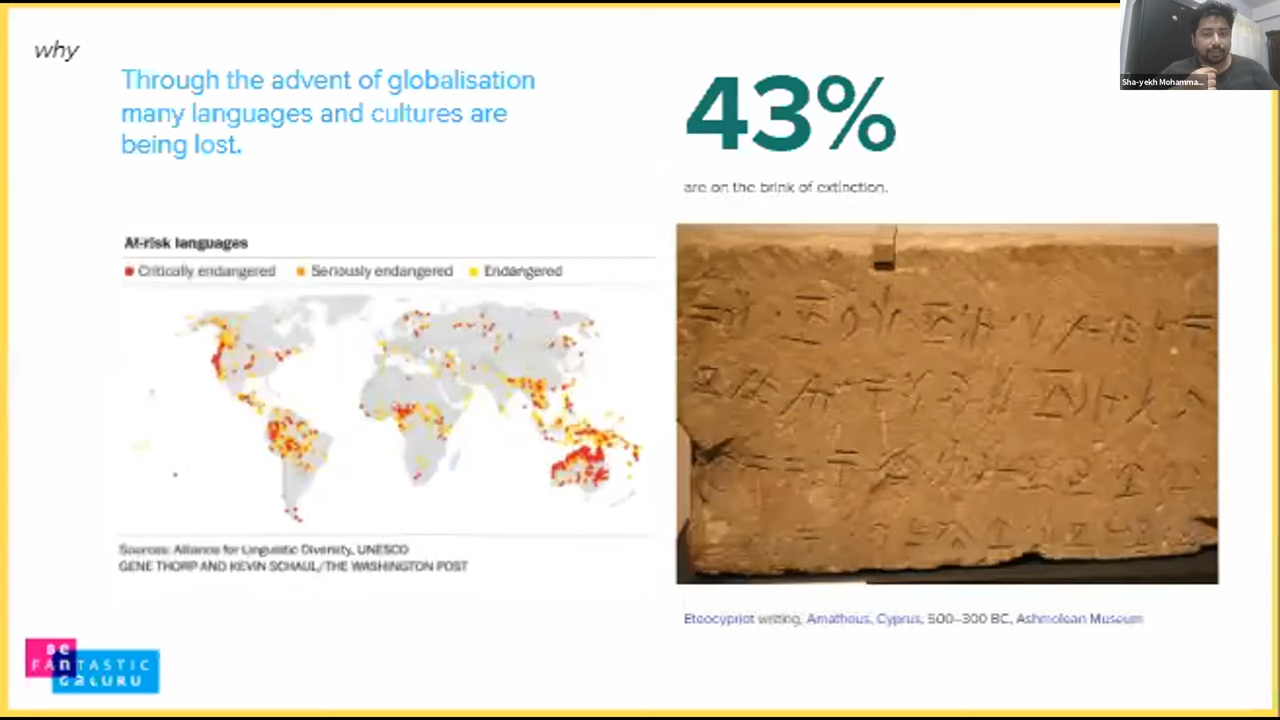 why
Through the advent of globalisation
many languages and cultures are
being lost.
43%
are on the brink of extinction.
At-risk languages
Critically endangered Seriously endangered Endangered
Sources: Alliance for Linguistic Diversity, UNESCO
GENE THORP AND KEVIN SCHAUL/THE WASHINGTON POST
Eteocypriot writing, Amathous, Cyprus, 500–300 BC, Ashmolean Museum
Sha-yekh Mohamma...
BE
FANTASTIC